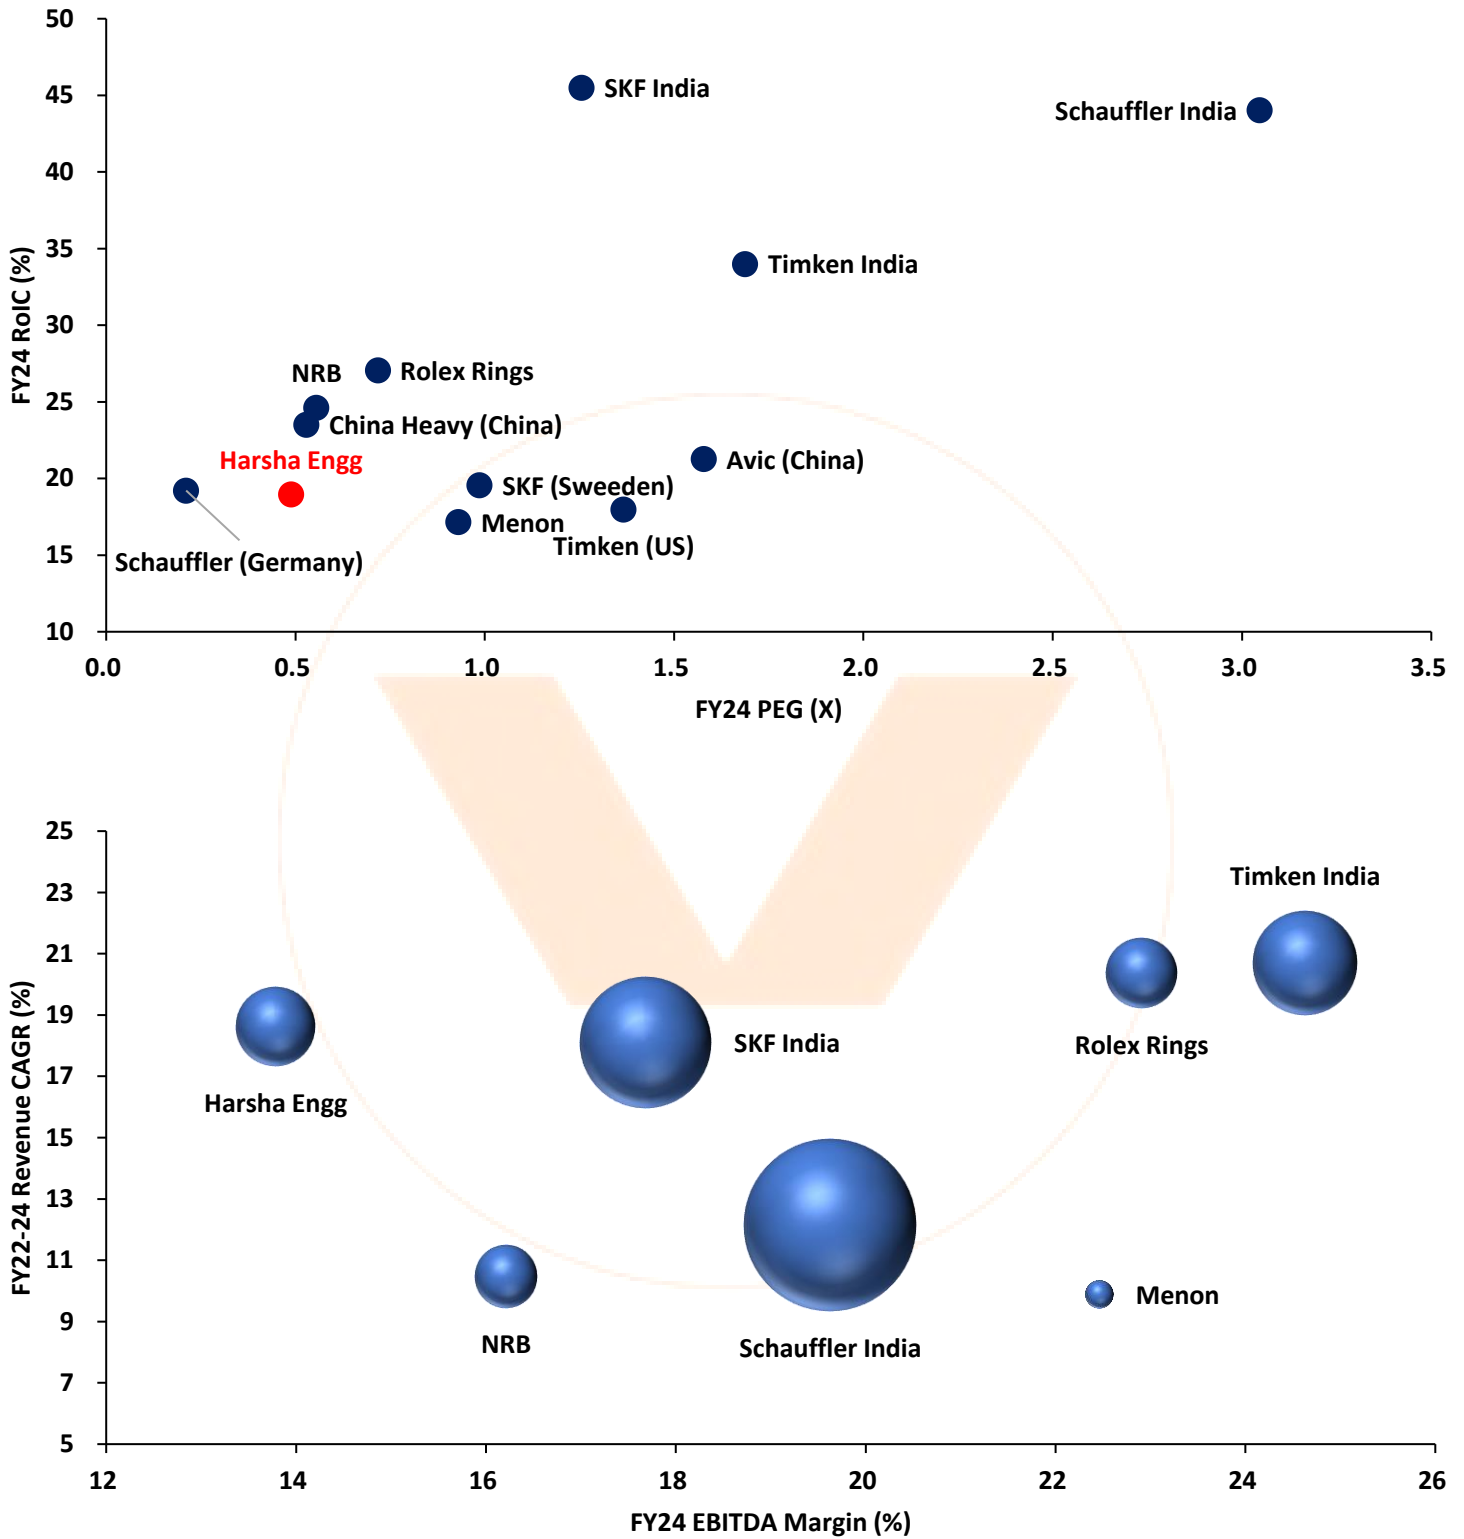 50
45
40
35
30
25
20
15
10
FY24 RoIC (%)
SKF India
Schauffler India
Timken India
NRB
Rolex Rings
China Heavy (China)
Harsha Engg
Avic (China)
SKF (Sweeden)
Menon
Timken (US)
Schauffler (Germany)
0.0 0.5 1.0 1.5 2.0 2.5 3.0 3.5
FY24 PEG (X)
25
23
21
19
17
15
13
11
9
7
5
FY22-24 Revenue CAGR (%)
Timken India
SKF India
Rolex Rings
Harsha Engg
Menon
NRB
Schauffler India
12 14 16 18 20 22 24 26
FY24 EBITDA Margin (%)